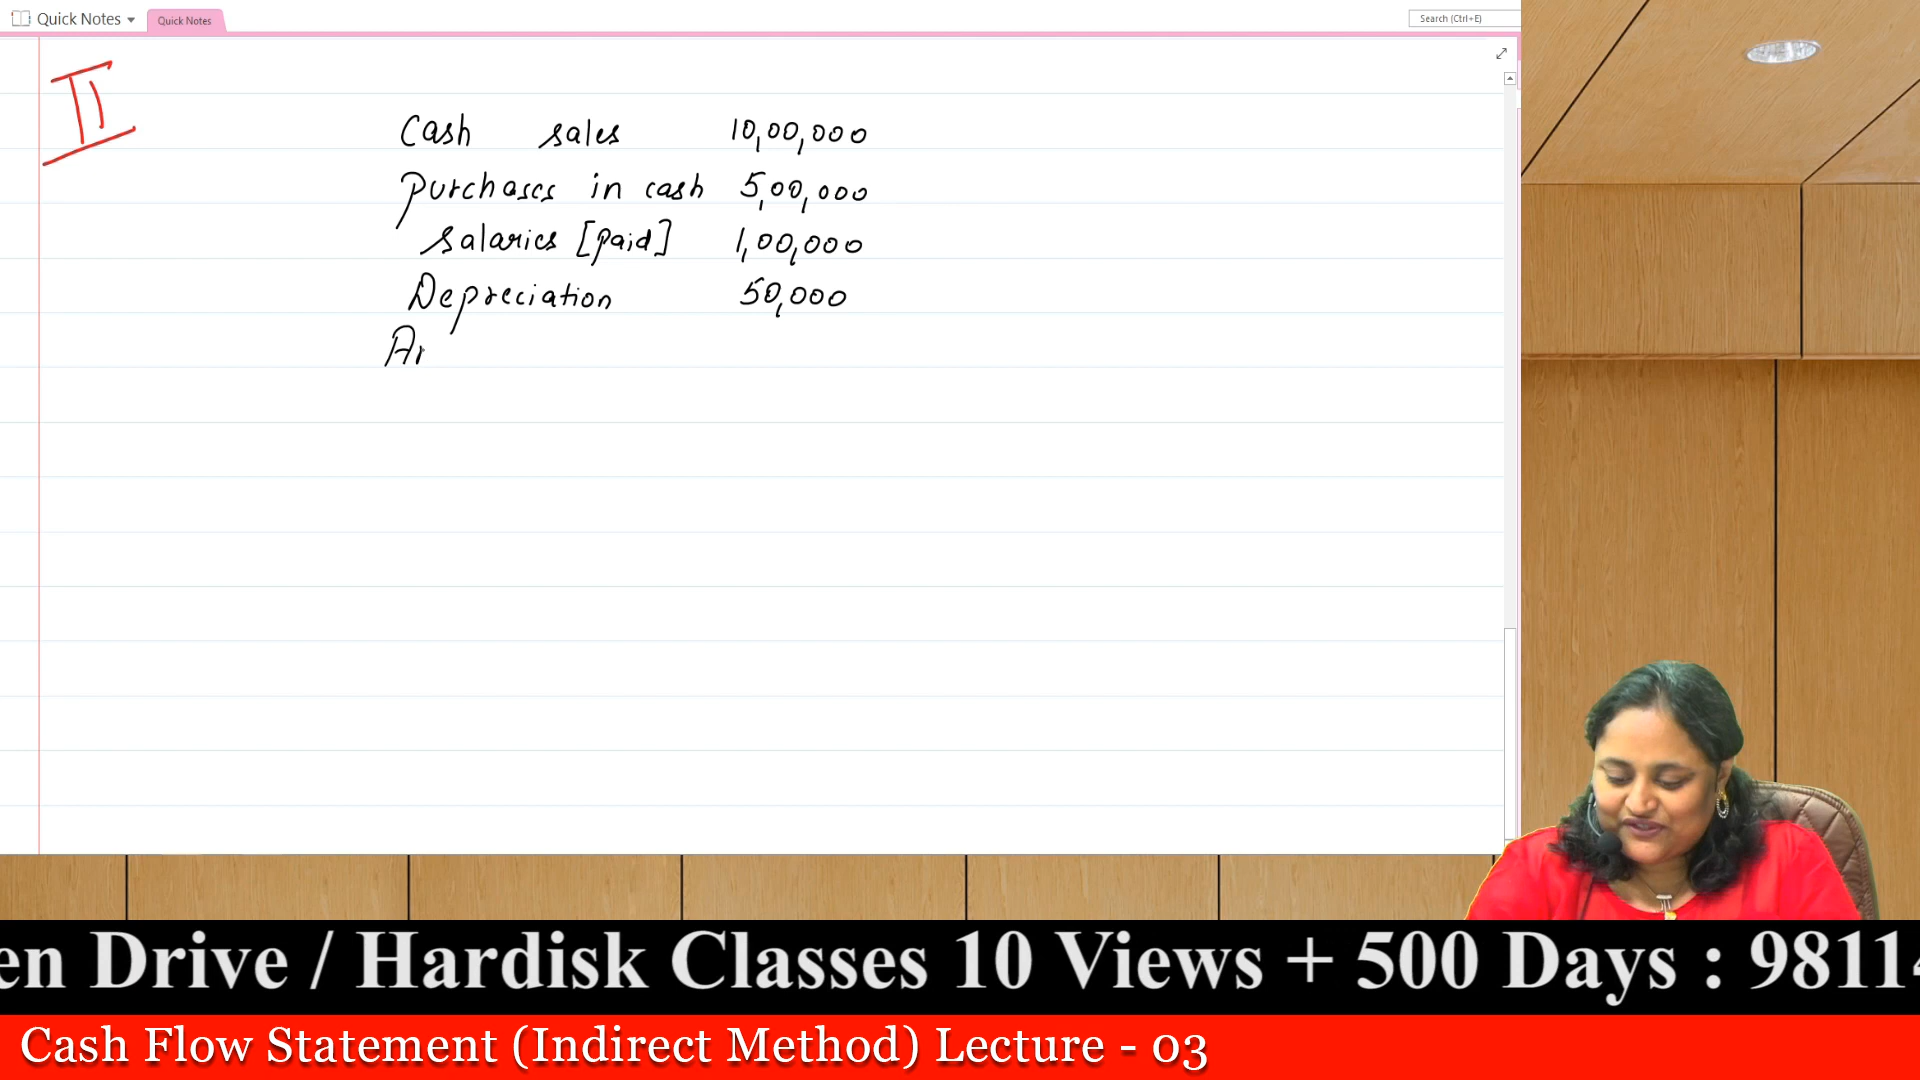 Quick Notes
Quick Notes
Search (Ctrl+E)
II
Cash sales 10,00,000
Purchases in cash 5,00,000
Salaries [paid] 1,00,000
Depreciation 50,000
en Drive / Hardisk Classes 10 Views + 500 Days : 9811
Cash Flow Statement (Indirect Method) Lecture - 03